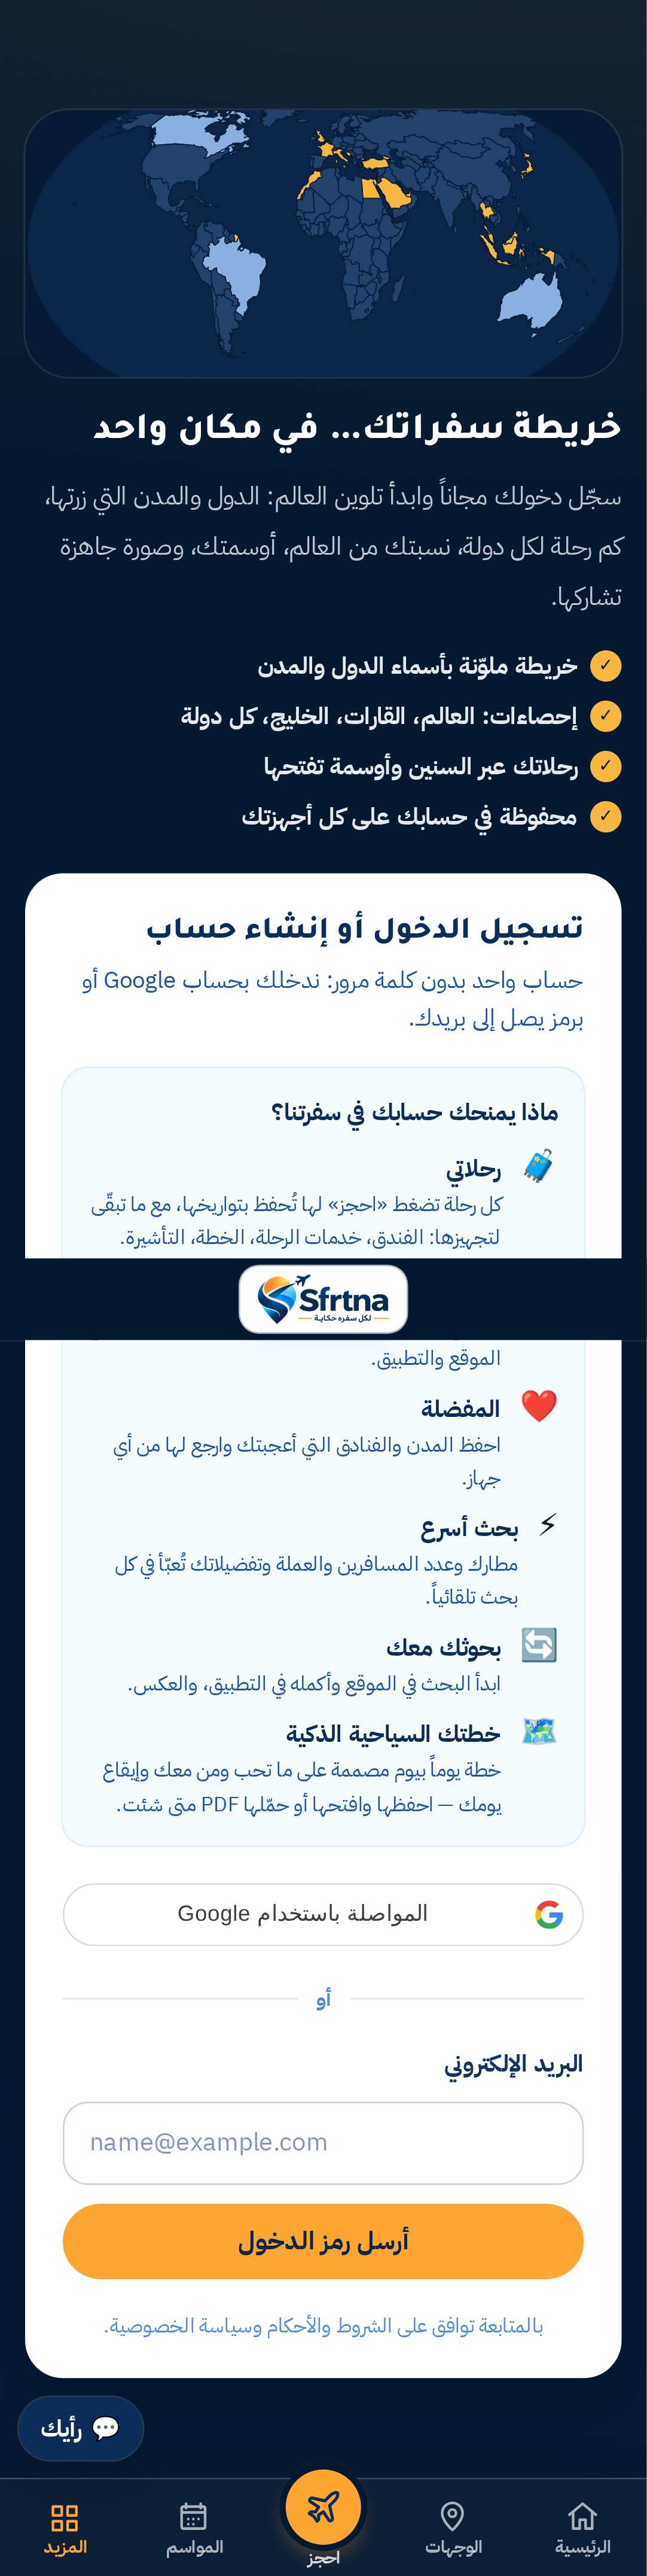 خريطة سفراتك... في مكان واحد
سجّل دخولك مجاناً وابدأ تلوين العالم: الدول والمدن التي زرتها،
كم رحلة لكل دولة، نسبتك من العالم، أوسمتك، وصورة جاهزة
تشاركها.
✓ خريطة ملوّنة بأسماء الدول والمدن
✓ إحصاءات: العالم، القارات، الخليج، كل دولة
✓ رحلاتك عبر السنين وأوسمة تفتحها
✓ محفوظة في حسابك على كل أجهزتك
تسجيل الدخول أو إنشاء حساب
حساب واحد بدون كلمة مرور: ندخلك بحساب Google أو
برمز يصل إلى بريدك.
ماذا يمنحك حسابك في سفرتنا؟
رحلاتي
كل رحلة تضغط «احجز» لها تُحفظ بتواريخها، مع ما تبقّى
لتجهيزها: الفندق، خدمات الرحلة، الخطة، التأشيرة.
Sfrtna
لكل سفره حكاية
الموقع والتطبيق.
المفضلة
احفظ المدن والفنادق التي أعجبتك وارجع لها من أي
جهاز.
بحث أسرع
مطارك وعدد المسافرين والعملة وتفضيلاتك تُعبّأ في كل
بحث تلقائياً.
بحوثك معك
ابدأ البحث في الموقع وأكمله في التطبيق، والعكس.
خطتك السياحية الذكية
خطة يوماً بيوم مصممة على ما تحب ومن معك وإيقاع
يومك — احفظها وافتحها أو حمّلها PDF متى شئت.
المواصلة باستخدام Google
أو
البريد الإلكتروني
name@example.com
أرسل رمز الدخول
بالمتابعة توافق على الشروط والأحكام وسياسة الخصوصية.
رأيك
الرئيسية
الوجهات
احجز
المواسم
المزيد